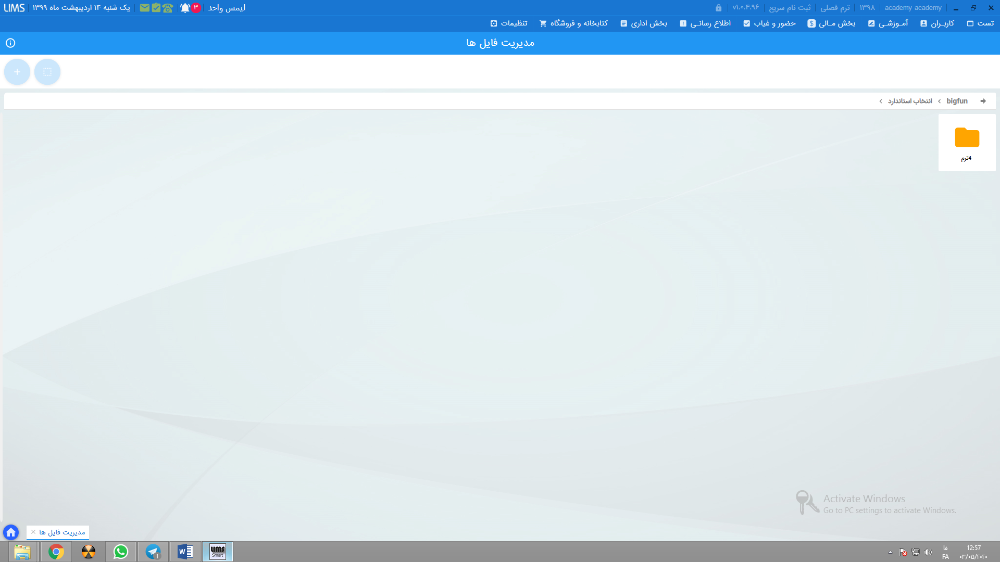 LIMS یک شنبه ۱۴ اردیبهشت ماه ۱۳۹۹ ۳ لیمس واحد v۱.۰.۴.۹۶ ثبت نام سریع ترم فصلی ۱۳۹۸ academy academy
تست کاربـران آمـوزشـی بخش مـالی حضور و غیاب اطلاع رسانـی بخش اداری کتابخانه و فروشگاه تنظیمات
مدیریت فایل ها
bigfun › انتخاب استاندارد ›
4ترم
Activate Windows
Go to PC settings to activate Windows.
مدیریت فایل ها
1
W
LIMS
Smart
فا
FA
12:57
۰۳/۰۵/۲۰۲۰